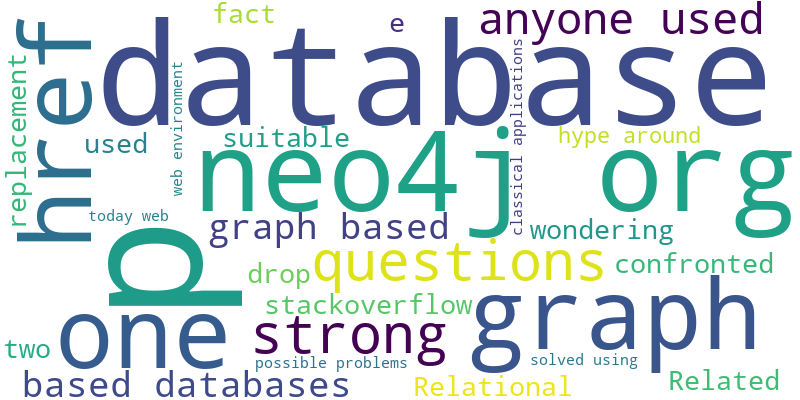 fact
e
anyone used
database
href
replacement
used
web environment
suitable
classical applications
hype around
neo4j org
today web
graph based
wondering
p
drop
questions
confronted
stackoverflow
graph
two
one
strong
possible problems
solved using
based databases
Relational
Related